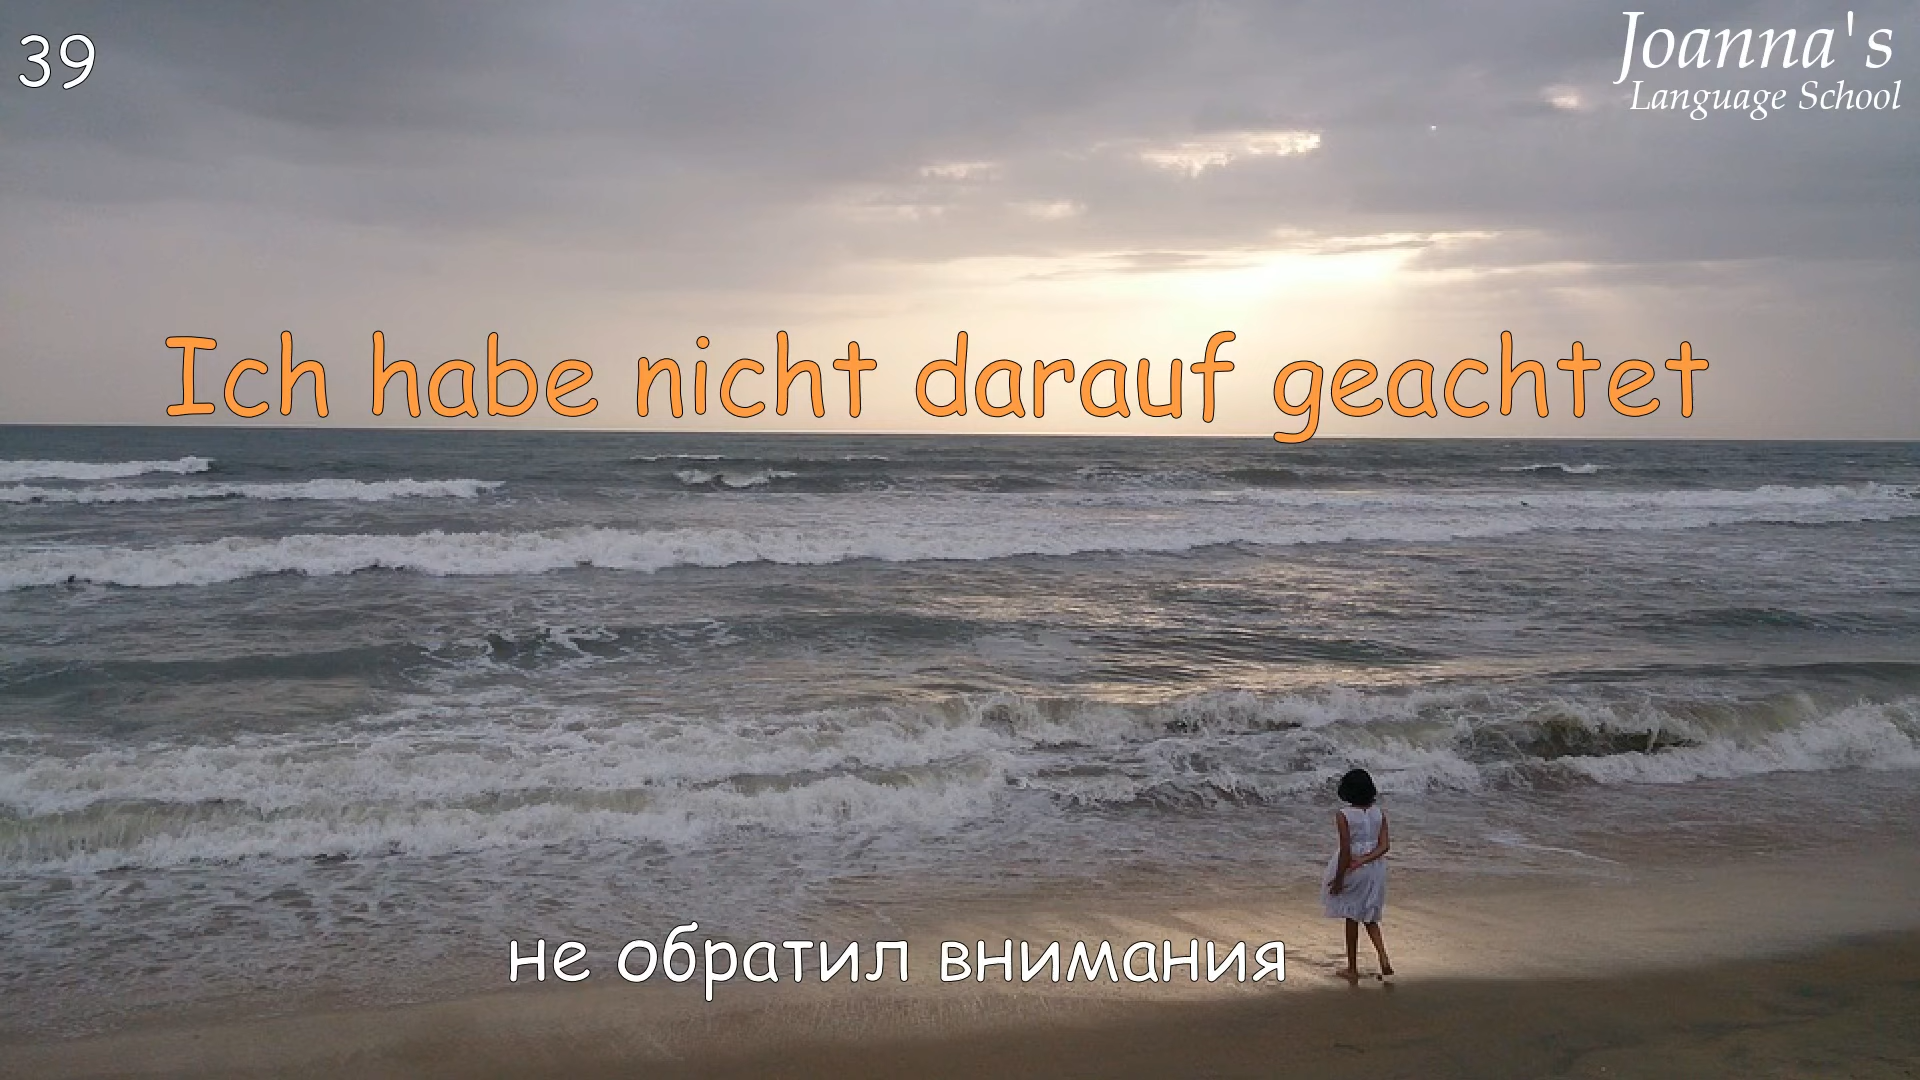 39
Joanna's
Language School
Ich habe nicht darauf geachtet
не обратил внимания